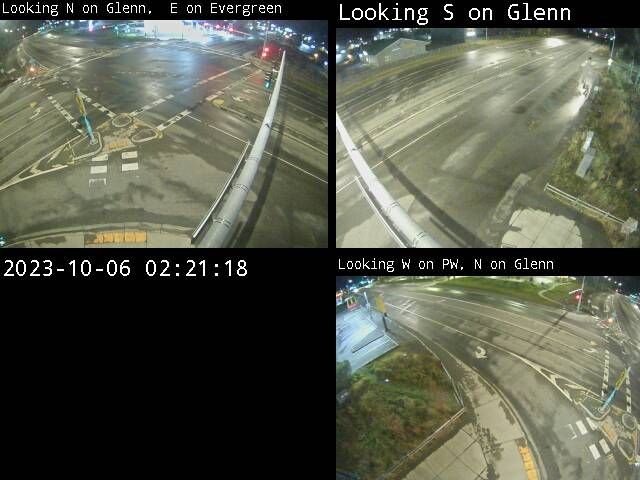 Looking N on Glenn,  E on Evergreen
Looking S on Glenn
2023-10-06 02:21:18
Looking W on PW, N on Glenn